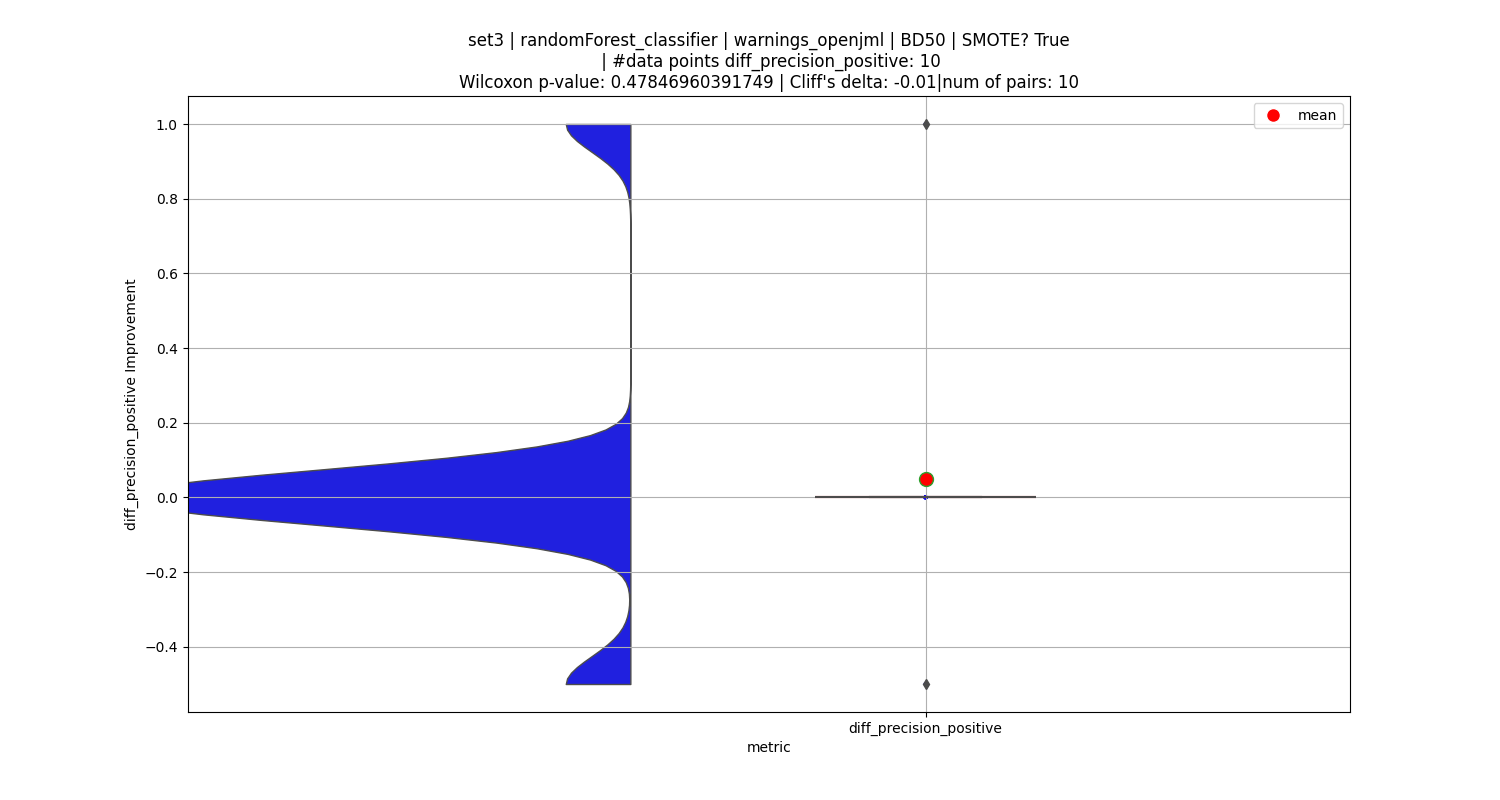 set3 | randomForest_classifier | warnings_openjml | BD50 | SMOTE? True
| #data points diff_precision_positive: 10
Wilcoxon p-value: 0.47846960391749 | Cliff's delta: -0.01|num of pairs: 10
mean
1.0
0.8
0.6
0.4
0.2
0.0
−0.2
−0.4
diff_precision_positive Improvement
diff_precision_positive
metric